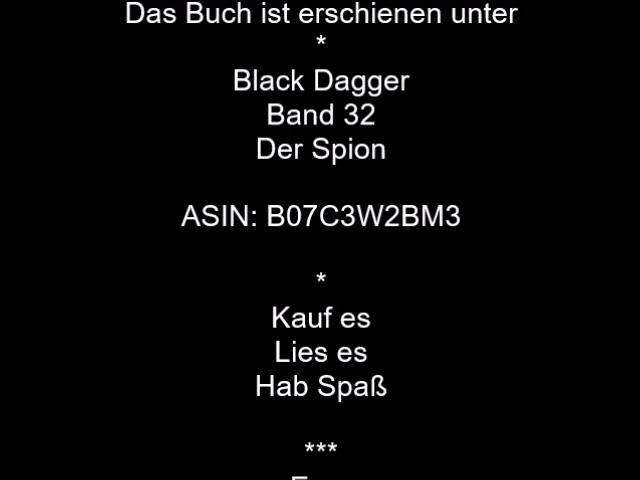 Das Buch ist erschienen unter
*
Black Dagger
Band 32
Der Spion
ASIN: B07C3W2BM3
*
Kauf es
Lies es
Hab Spaß
***